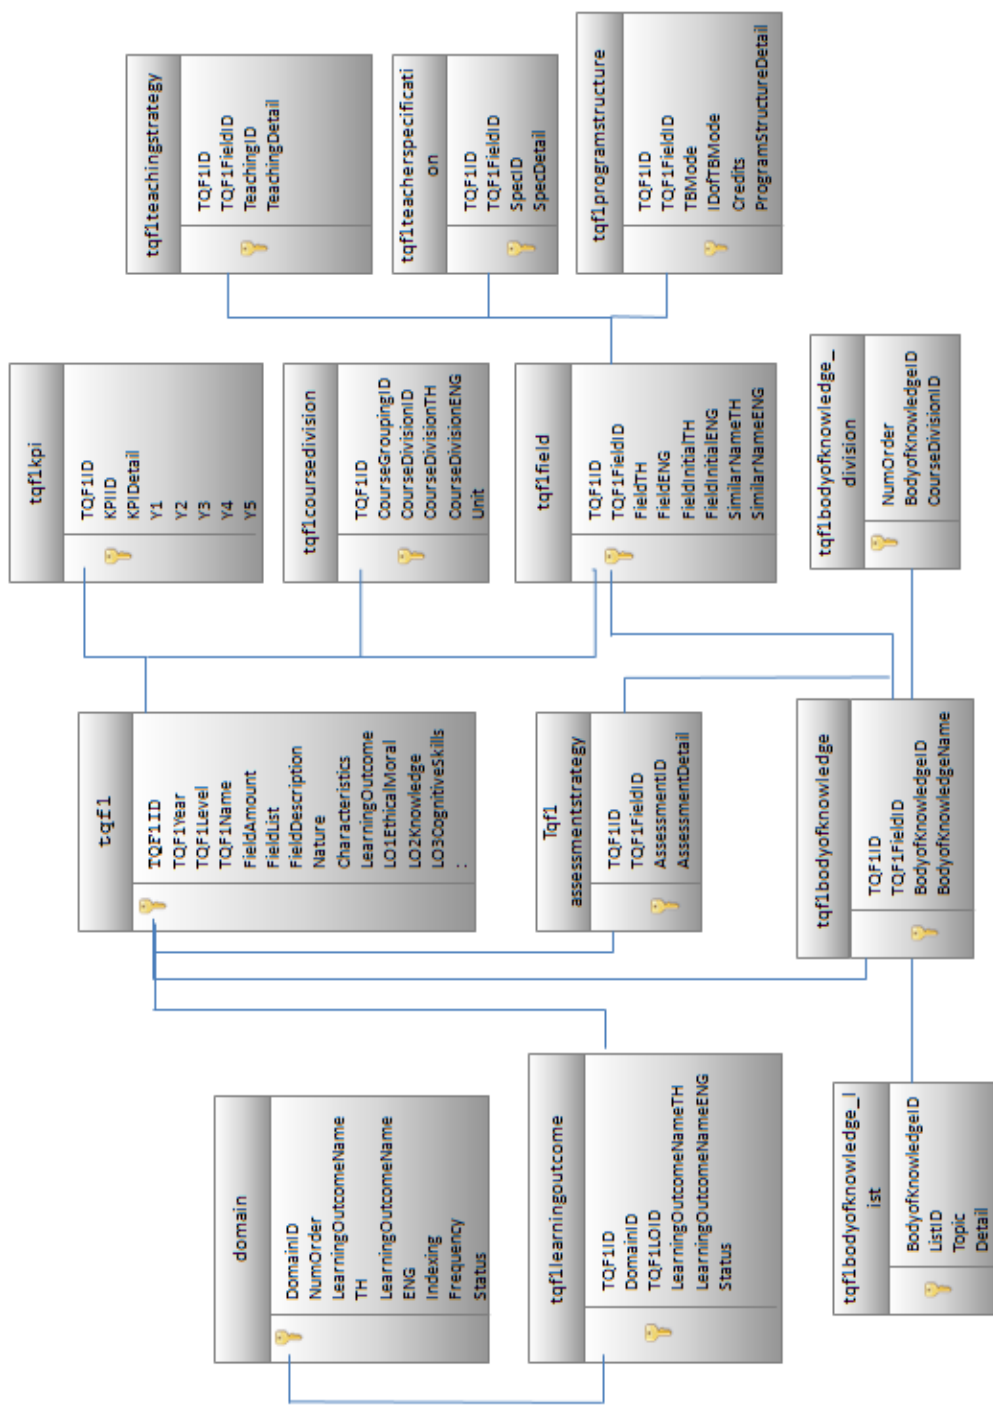 domain
DomainID
NumOrder
LearningOutcomeName
TH
LearningOutcomeName
ENG
Indexing
Frequency
Status
tqf1learningoutcome
TQF1ID
DomainID
TQF1LOID
LearningOutcomeNameTH
LearningOutcomeNameENG
Status
tqf1bodyofknowledge_l
ist
BodyofKnowledgeID
ListID
Topic
Detail
tqf1
TQF1ID
TQF1Year
TQF1Level
TQF1Name
FieldAmount
FieldList
FieldDescription
Nature
Characteristics
LearningOutcome
LO1EthicalMoral
LO2Knowledge
LO3CognitiveSkills
:
Tqf1
assessmentstrategy
TQF1ID
TQF1FieldID
AssessmentID
AssessmentDetail
tqf1bodyofknowledge
TQF1ID
TQF1FieldID
BodyofKnowledgeID
BodyofKnowledgeName
tqf1kpi
TQF1ID
KPIID
KPIDetail
Y1
Y2
Y3
Y4
Y5
tqf1coursedivision
TQF1ID
CourseGroupingID
CourseDivisionID
CourseDivisionTH
CourseDivisionENG
Unit
tqf1field
TQF1ID
TQF1FieldID
FieldTH
FieldENG
FieldInitialTH
FieldInitialENG
SimilarNameTH
SimilarNameENG
tqf1bodyofknowledge_
division
NumOrder
BodyofKnowledgeID
CourseDivisionID
tqf1teachingstrategy
TQF1ID
TQF1FieldID
TeachingID
TeachingDetail
tqf1teacherspecificati
on
TQF1ID
TQF1FieldID
SpecID
SpecDetail
tqf1programstructure
TQF1ID
TQF1FieldID
TBMode
IDofTBMode
Credits
ProgramStructureDetail